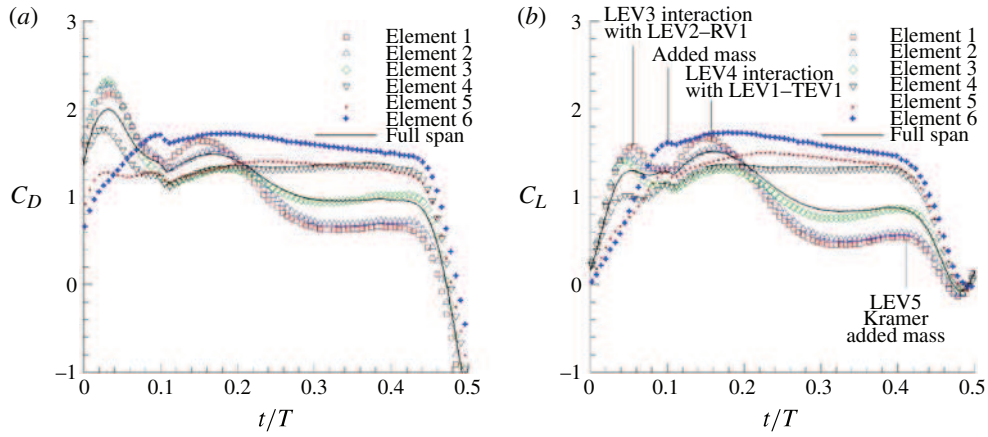 (a)
3
2
1
0
–1
C_D
0
0.1
0.2
0.3
0.4
0.5
t/T
Element 1
Element 2
Element 3
Element 4
Element 5
Element 6
Full span
(b)
3
2
1
0
–1
C_L
0
0.1
0.2
0.3
0.4
0.5
t/T
LEV3 interaction
with LEV2–RV1
Added mass
LEV4 interaction
with LEV1–TEV1
Element 1
Element 2
Element 3
Element 4
Element 5
Element 6
Full span
LEV5
Kramer
added mass